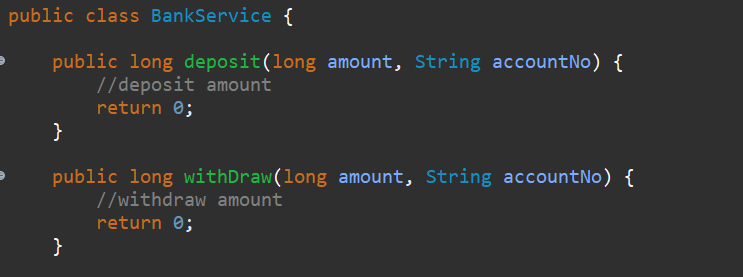 public class BankService {
public long deposit(long amount, String accountNo) {
//deposit amount
return 0;
}
public long withDraw(long amount, String accountNo) {
//withdraw amount
return 0;
}